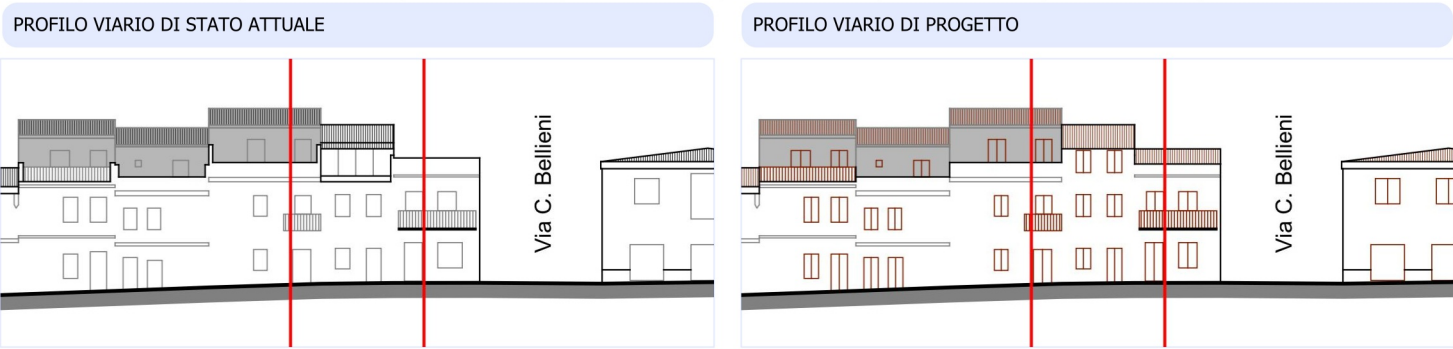 PROFILO VIARIO DI STATO ATTUALE
PROFILO VIARIO DI PROGETTO
Via C. Bellieni
Via C. Bellieni